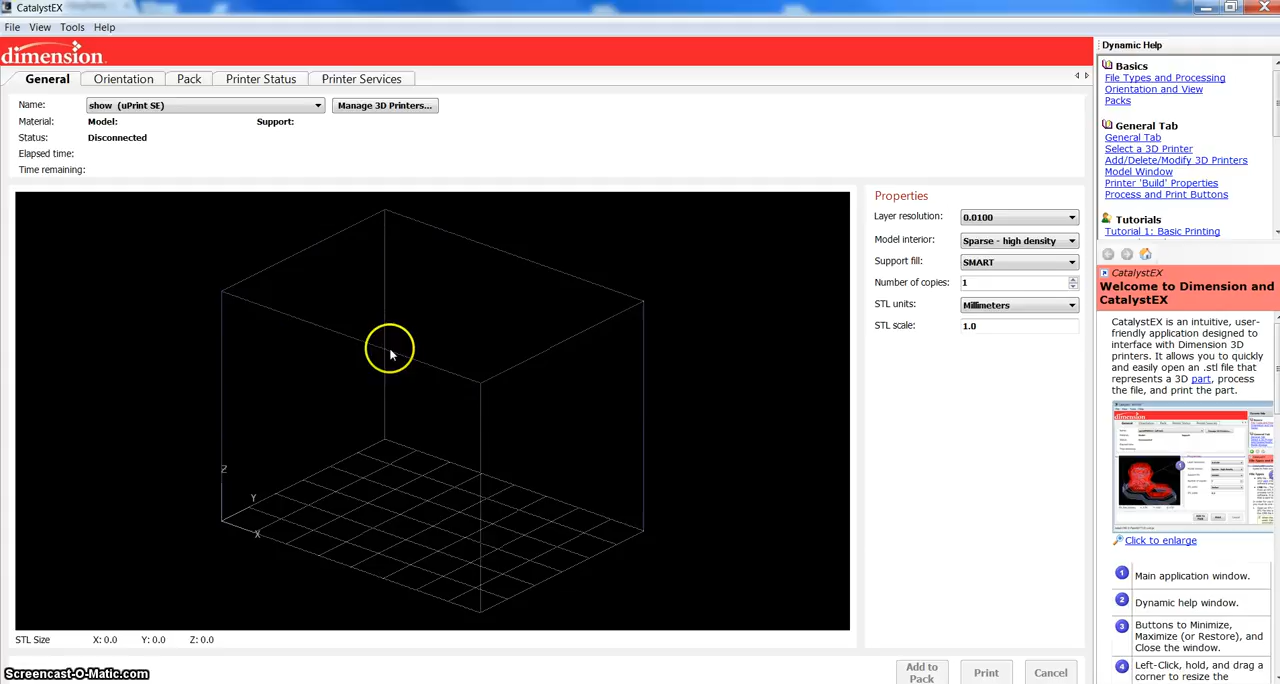 CatalystEX
File View Tools Help
dimension
General Orientation Pack Printer Status Printer Services
Name: show (uPrint SE) Manage 3D Printers...
Material: Model: Support:
Status: Disconnected
Elapsed time:
Time remaining:
Z
Y
X
STL Size X: 0.0 Y: 0.0 Z: 0.0
Screencast-O-Matic.com
Properties
Layer resolution: 0.0100
Model interior: Sparse - high density
Support fill: SMART
Number of copies: 1
STL units: Millimeters
STL scale: 1.0
Add to
Pack
Print Cancel
Dynamic Help
Basics
File Types and Processing
Orientation and View
Packs
General Tab
General Tab
Select a 3D Printer
Add/Delete/Modify 3D Printers
Model Window
Printer 'Build' Properties
Process and Print Buttons
Tutorials
Tutorial 1: Basic Printing
CatalystEX
Welcome to Dimension and
CatalystEX
CatalystEX is an intuitive, user-
friendly application designed to
interface with Dimension 3D
printers. It allows you to quickly
and easily open an .stl file that
represents a 3D part, process
the file, and print the part.
dimension
Click to enlarge
1 Main application window.
2 Dynamic help window.
3 Buttons to Minimize,
Maximize (or Restore), and
Close the window.
4 Left-Click, hold, and drag a
corner to resize the